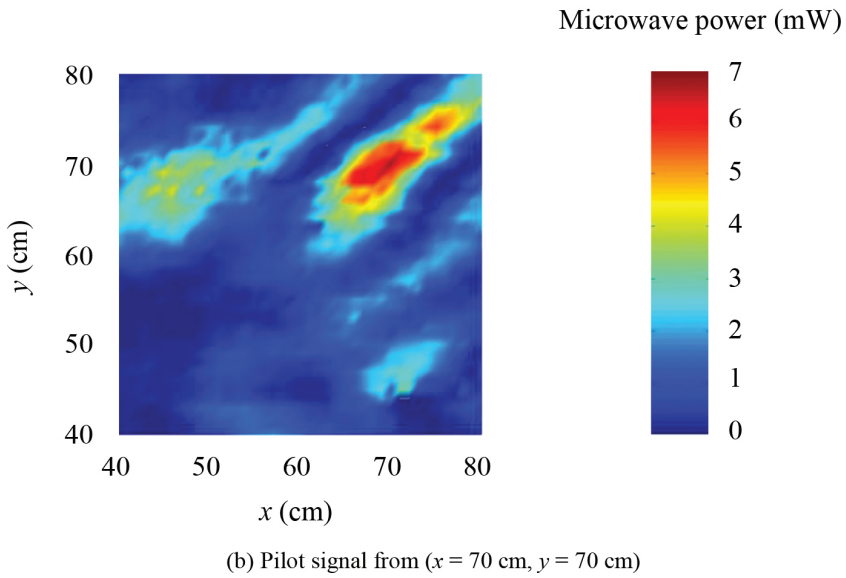 Microwave power (mW)
80
70
60
50
40
y (cm)
40 50 60 70 80
x (cm)
7
6
5
4
3
2
1
0
(b) Pilot signal from (x = 70 cm, y = 70 cm)